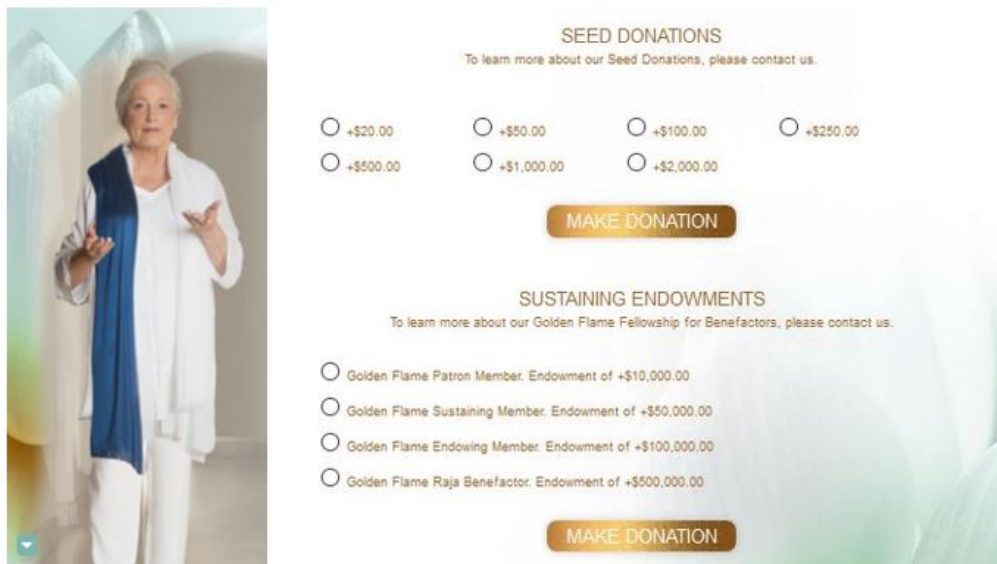 SEED DONATIONS
To learn more about our Seed Donations, please contact us.
+$20.00 +$50.00 +$100.00 +$250.00
+$500.00 +$1,000.00 +$2,000.00
MAKE DONATION
SUSTAINING ENDOWMENTS
To learn more about our Golden Flame Fellowship for Benefactors, please contact us.
Golden Flame Patron Member. Endowment of +$10,000.00
Golden Flame Sustaining Member. Endowment of +$50,000.00
Golden Flame Endowing Member. Endowment of +$100,000.00
Golden Flame Raja Benefactor. Endowment of +$500,000.00
MAKE DONATION